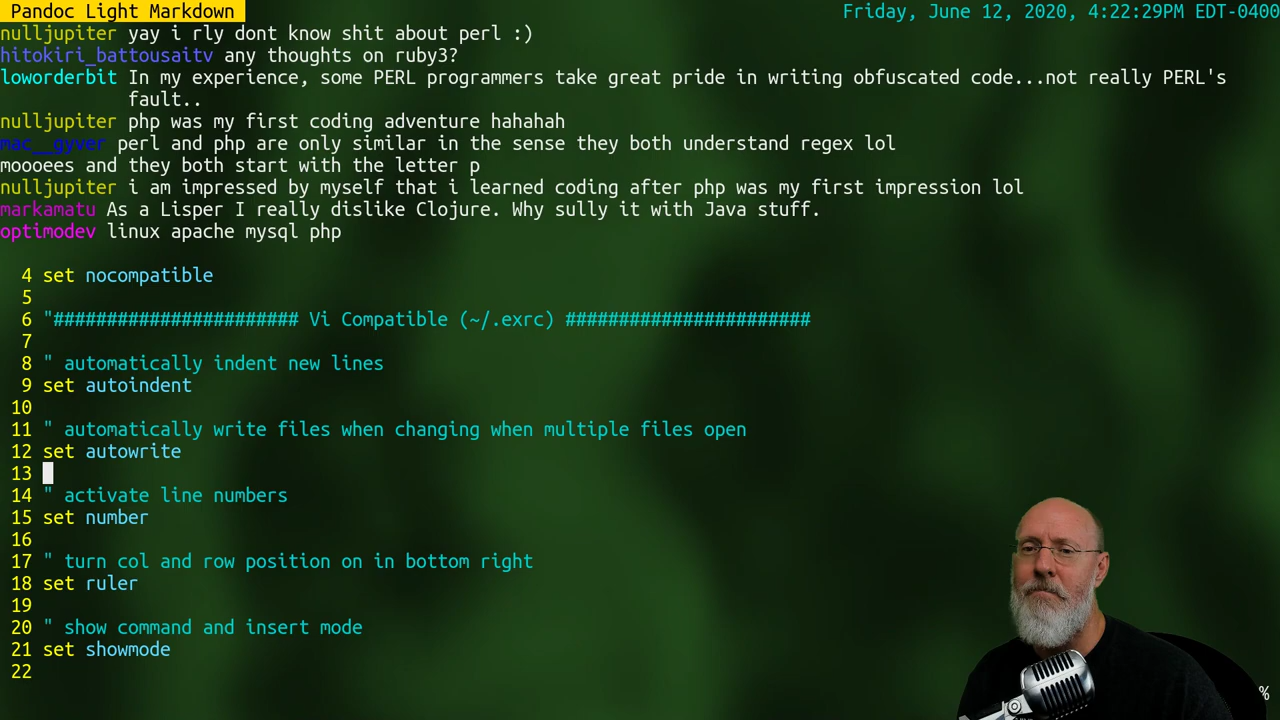 Pandoc Light Markdown
Friday, June 12, 2020, 4:22:29PM EDT-0400
nulljupiter yay i rly dont know shit about perl :)
hitokiri_battousaitv any thoughts on ruby3?
loworderbit In my experience, some PERL programmers take great pride in writing obfuscated code...not really PERL's
fault..
nulljupiter php was my first coding adventure hahahah
mac__gyver perl and php are only similar in the sense they both understand regex lol
moooees and they both start with the letter p
nulljupiter i am impressed by myself that i learned coding after php was my first impression lol
markamatu As a Lisper I really dislike Clojure. Why sully it with Java stuff.
optimodev linux apache mysql php
4 set nocompatible
5
6 "####################### Vi Compatible (~/.exrc) #######################
7
8 " automatically indent new lines
9 set autoindent
10
11 " automatically write files when changing when multiple files open
12 set autowrite
13
14 " activate line numbers
15 set number
16
17 " turn col and row position on in bottom right
18 set ruler
19
20 " show command and insert mode
21 set showmode
22
%